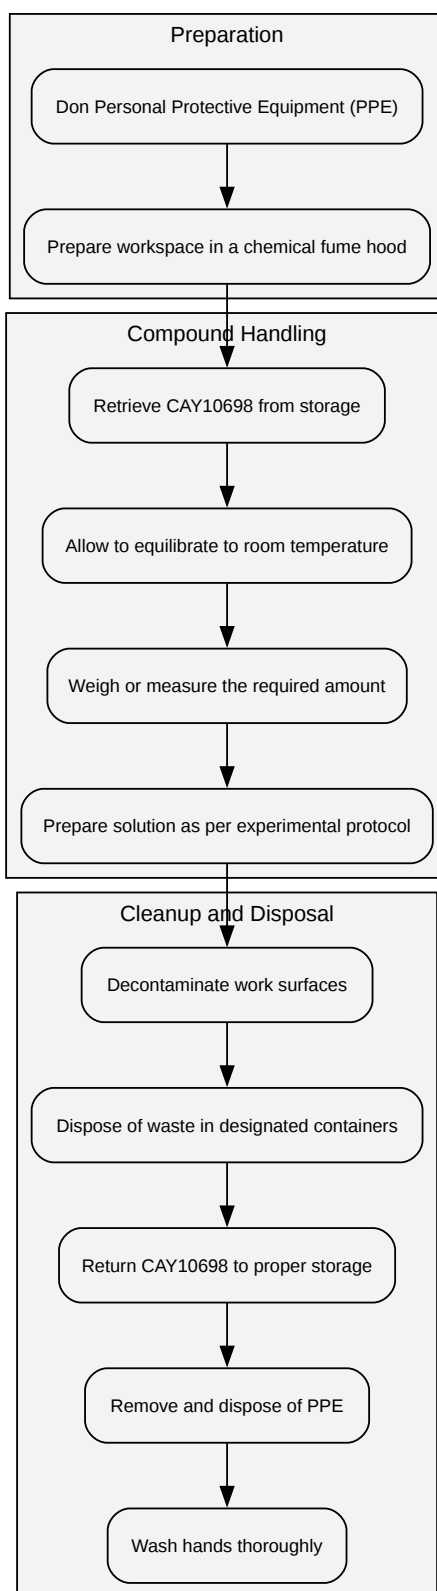 Preparation
Don Personal Protective Equipment (PPE)
Prepare workspace in a chemical fume hood
Compound Handling
Retrieve CAY10698 from storage
Allow to equilibrate to room temperature
Weigh or measure the required amount
Prepare solution as per experimental protocol
Cleanup and Disposal
Decontaminate work surfaces
Dispose of waste in designated containers
Return CAY10698 to proper storage
Remove and dispose of PPE
Wash hands thoroughly